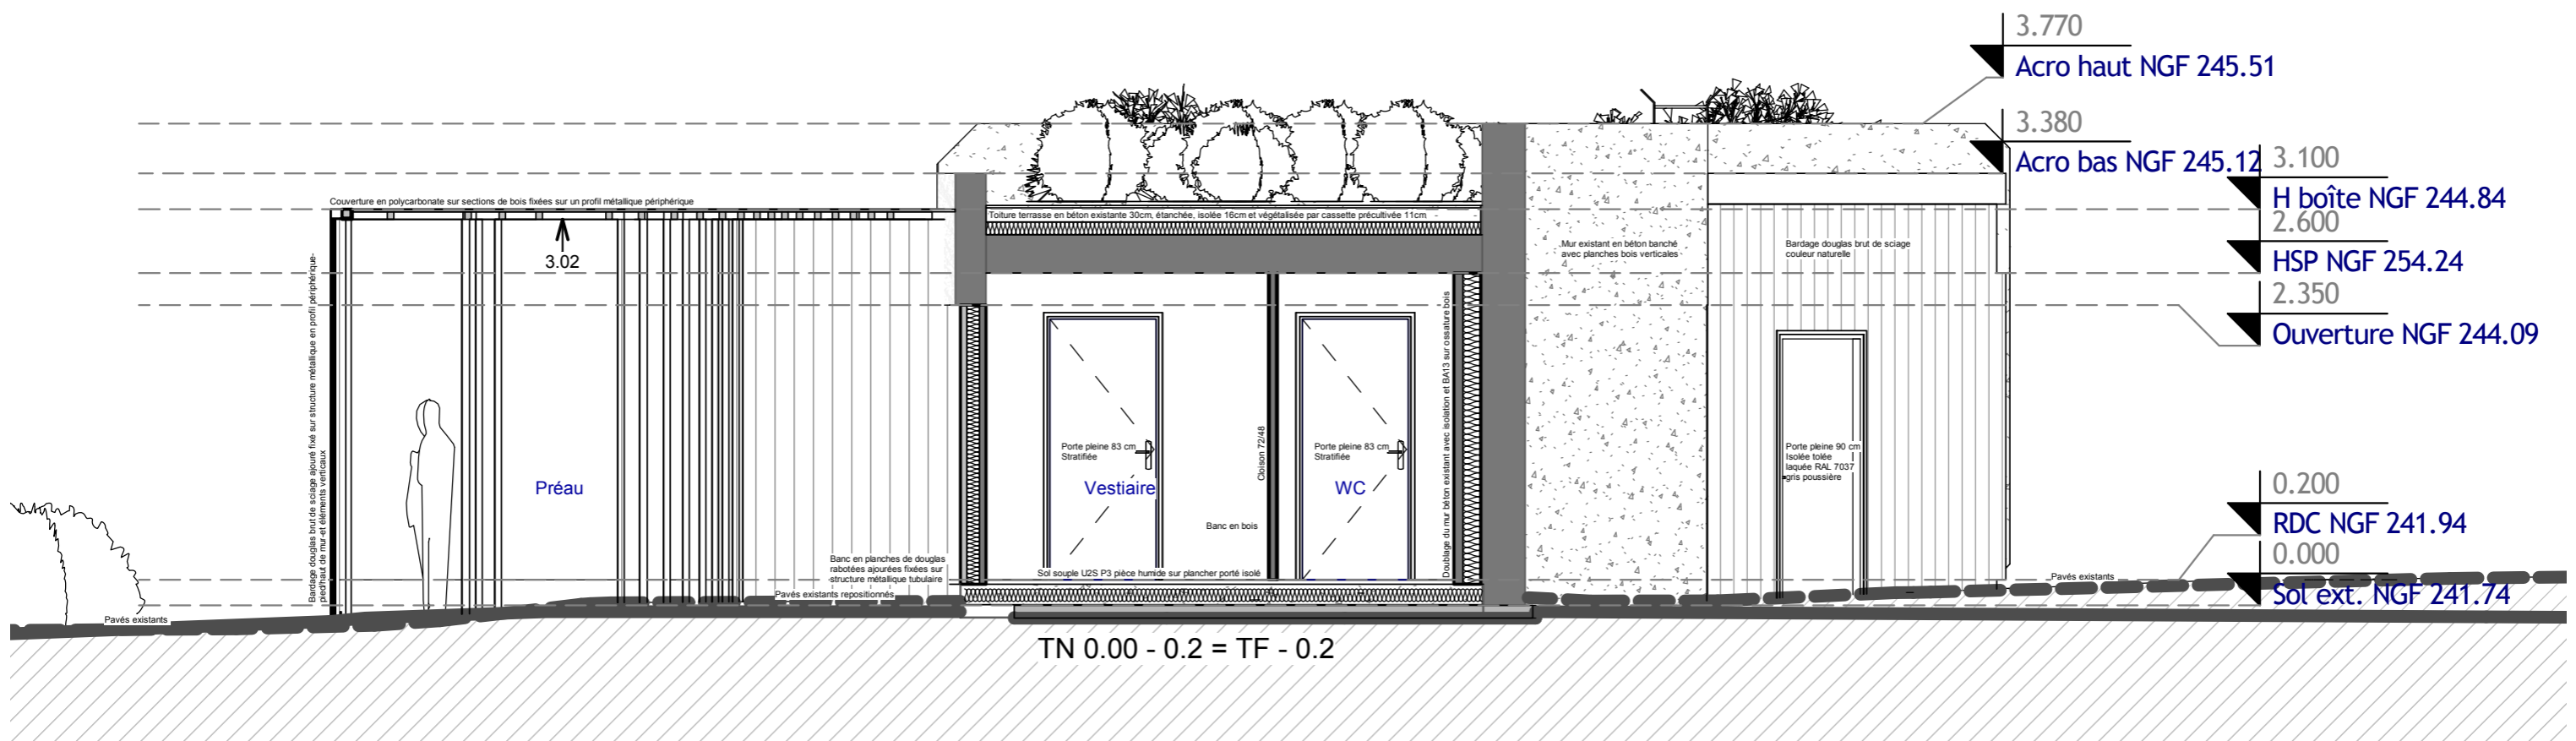 3.770
Acro haut NGF 245.51
3.380
Acro bas NGF 245.12
3.100
H boîte NGF 244.84
2.600
HSP NGF 254.24
2.350
Ouverture NGF 244.09
0.200
RDC NGF 241.94
0.000
Sol ext. NGF 241.74
Couverture en polycarbonate sur sections de bois fixées sur un profil métallique périphérique
3.02
Bardage douglas brut de sciage ajouré fixé sur structure métalique en profil périphérique-
pied/haut de mur-et éléments verticaux
Préau
Pavés existants
Banc en planches de douglas
rabotées ajourées fixées sur
structure métallique tubulaire
Pavés existants repositionnés
Toiture terrasse en béton existante 30cm, étanchée, isolée 16cm et végétalisée par cassette précultivée 11cm
Porte pleine 83 cm
Stratifiée
Vestiaire
Banc en bois
Cloison 72/48
Porte pleine 83 cm
Stratifiée
WC
Doublage du mur béton existant avec isolation et BA13 sur ossature bois
Sol souple U2S P3 pièce humide sur plancher porté isolé
TN 0.00 - 0.2 = TF - 0.2
Mur existant en béton banché
avec planches bois verticales
Bardage douglas brut de sciage
couleur naturelle
Porte pleine 90 cm
Isolée tolée
laquée RAL 7037
gris poussière
Pavés existants